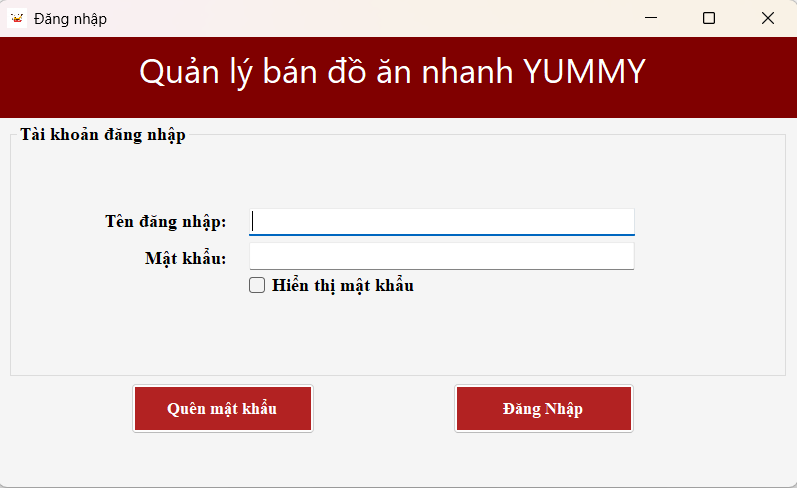 Đăng nhập
Quản lý bán đồ ăn nhanh YUMMY
Tài khoản đăng nhập
Tên đăng nhập:
Mật khẩu:
Hiển thị mật khẩu
Quên mật khẩu
Đăng Nhập